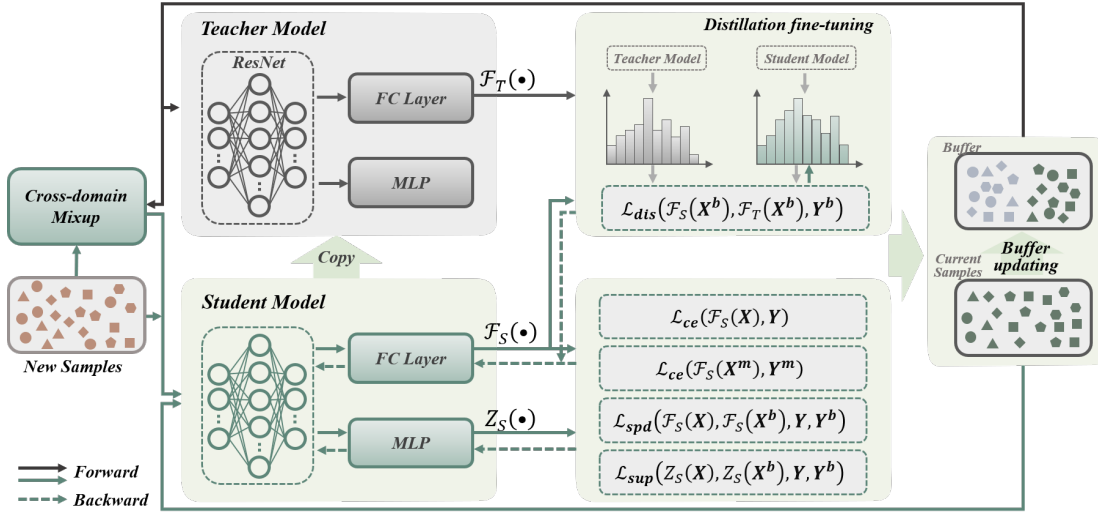 Teacher Model
ResNet
FC Layer
MLP
ℱ_T(•)
Distillation fine-tuning
Teacher Model
Student Model
ℒ_dis(ℱ_S(X^b), ℱ_T(X^b), Y^b)
Cross-domain
Mixup
New Samples
Copy
Student Model
FC Layer
MLP
ℱ_S(•)
Z_S(•)
ℒ_ce(ℱ_S(X), Y)
ℒ_ce(ℱ_S(X^m), Y^m)
ℒ_spd(ℱ_S(X), ℱ_S(X^b), Y, Y^b)
ℒ_sup(Z_S(X), Z_S(X^b), Y, Y^b)
Buffer
Current
Samples
Buffer
updating
Forward
Backward